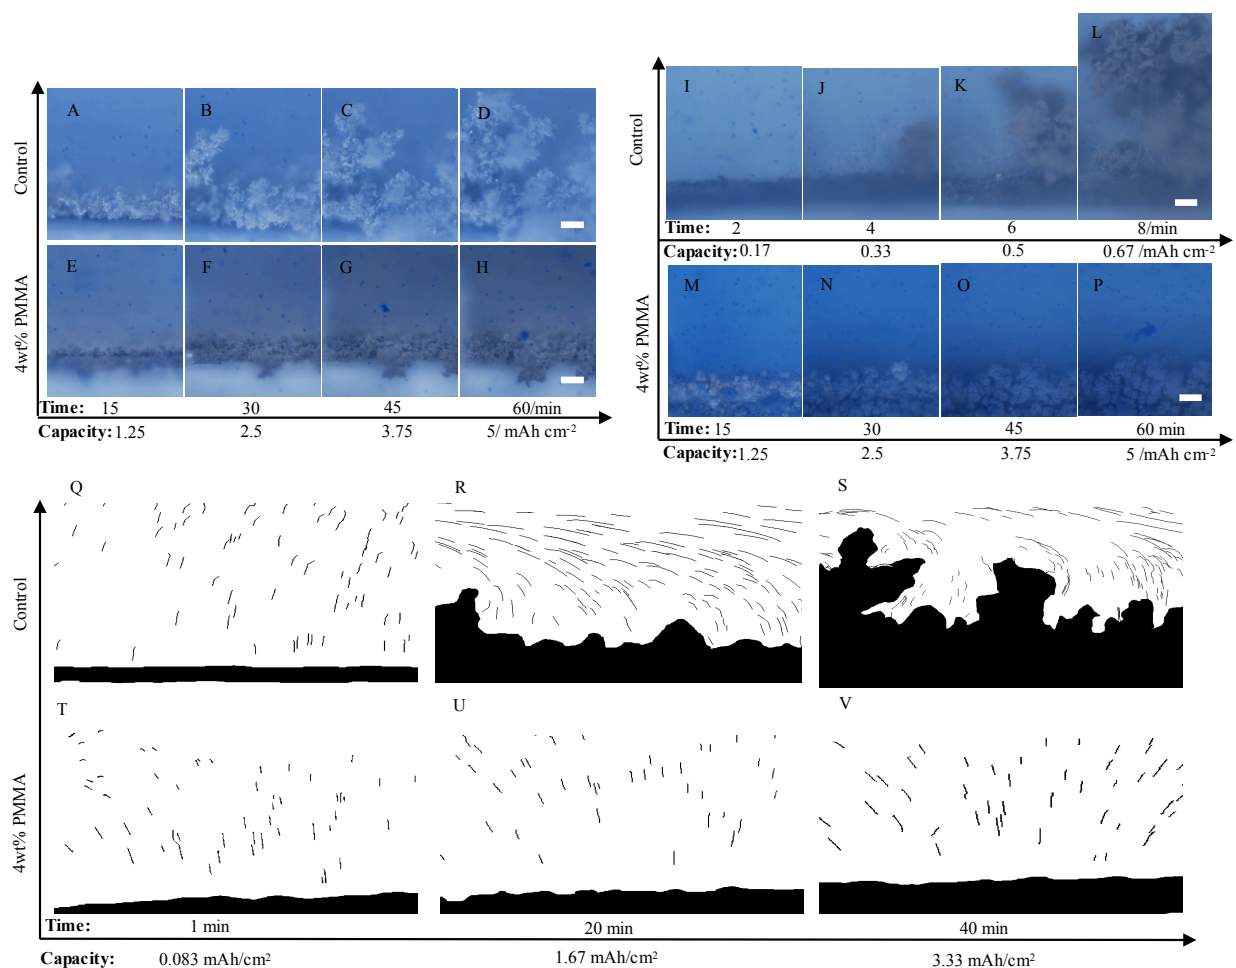 A B C D
Control
E F G H
4wt% PMMA
Time: 15 30 45 60/min
Capacity:1.25 2.5 3.75 5/ mAh cm-2
I J K L
Control
Time: 2 4 6 8/min
Capacity:0.17 0.33 0.5 0.67 /mAh cm-2
M N O P
4wt% PMMA
Time: 15 30 45 60 min
Capacity:1.25 2.5 3.75 5 /mAh cm-2
Q R S
Control
T U V
4wt% PMMA
Time: 1 min 20 min 40 min
Capacity: 0.083 mAh/cm² 1.67 mAh/cm² 3.33 mAh/cm²